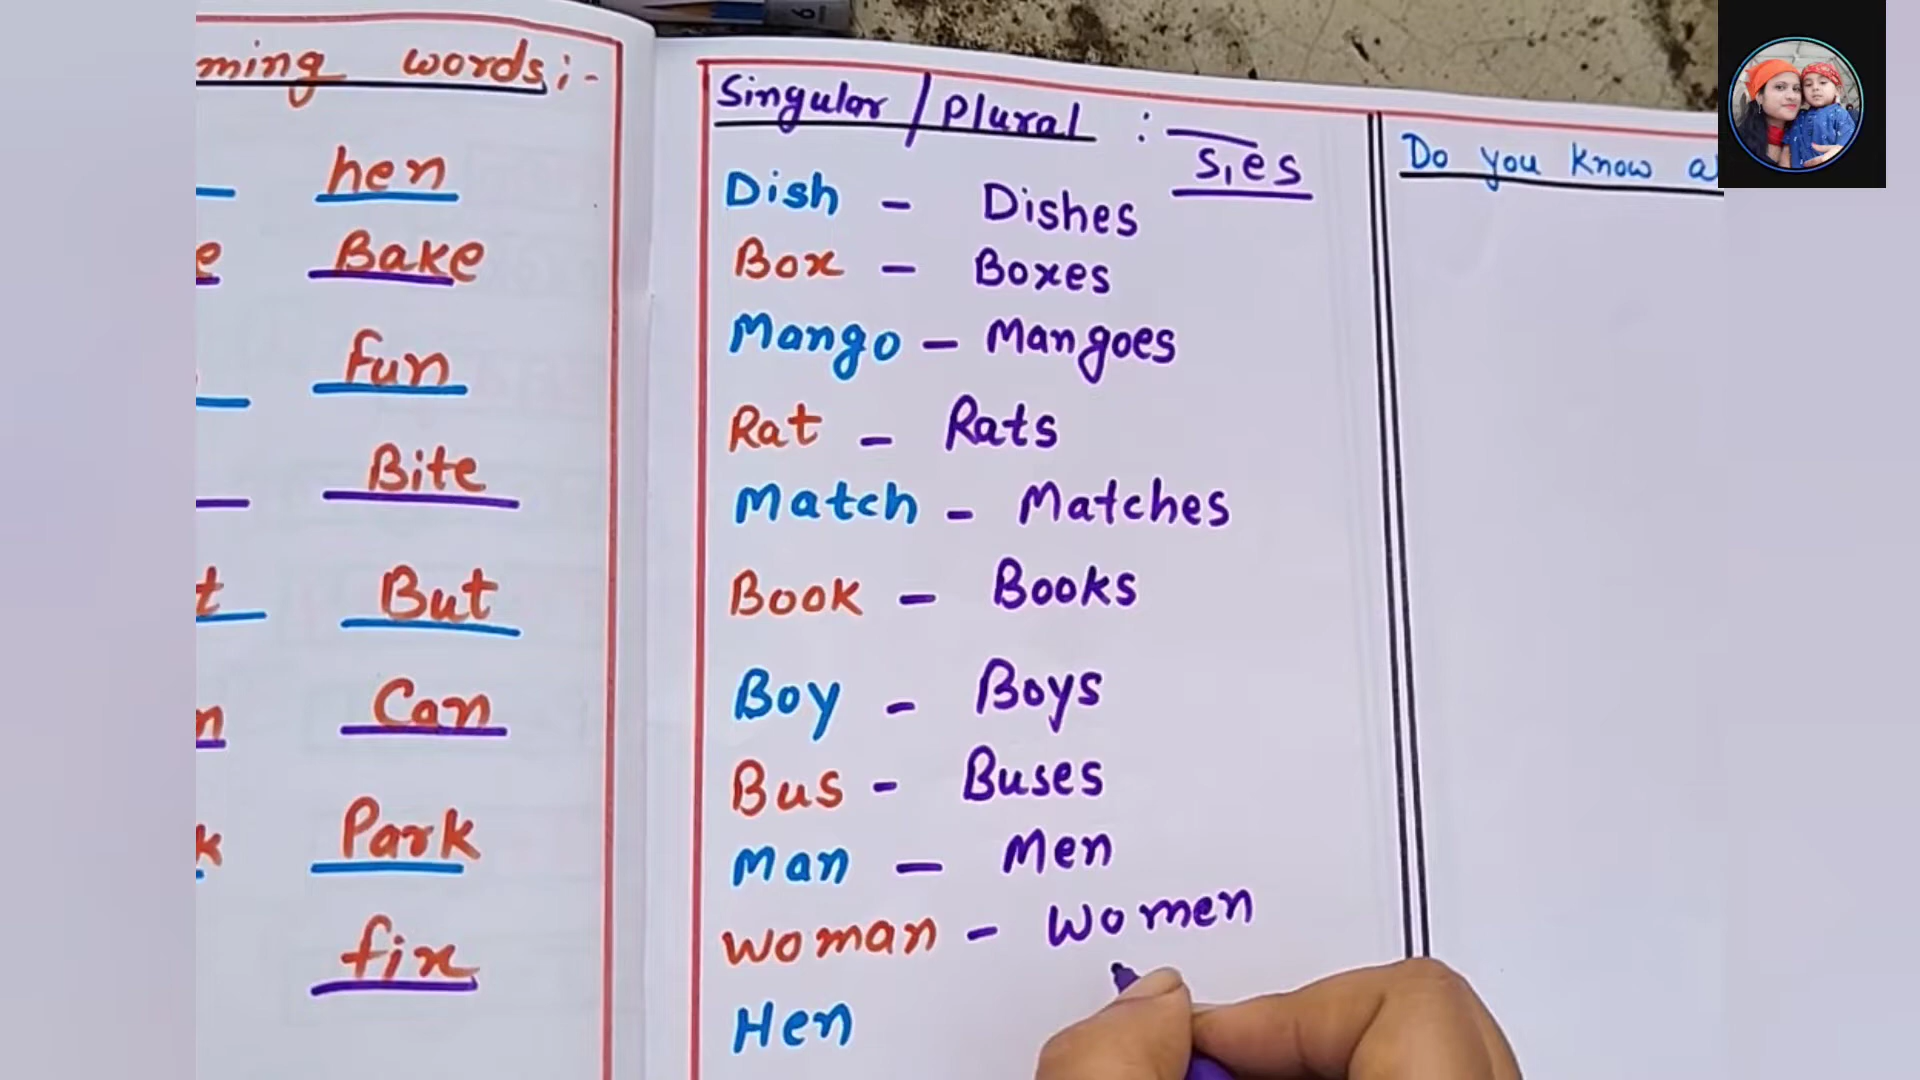 ming words:-
hen
e Bake
fun
Bite
t But
n Can
k Park
fix
Singular / Plural : s, es
Dish - Dishes
Box - Boxes
Mango - Mangoes
Rat - Rats
Match - Matches
Book - Books
Boy - Boys
Bus - Buses
Man - Men
Woman - Women
Hen
Do you know a